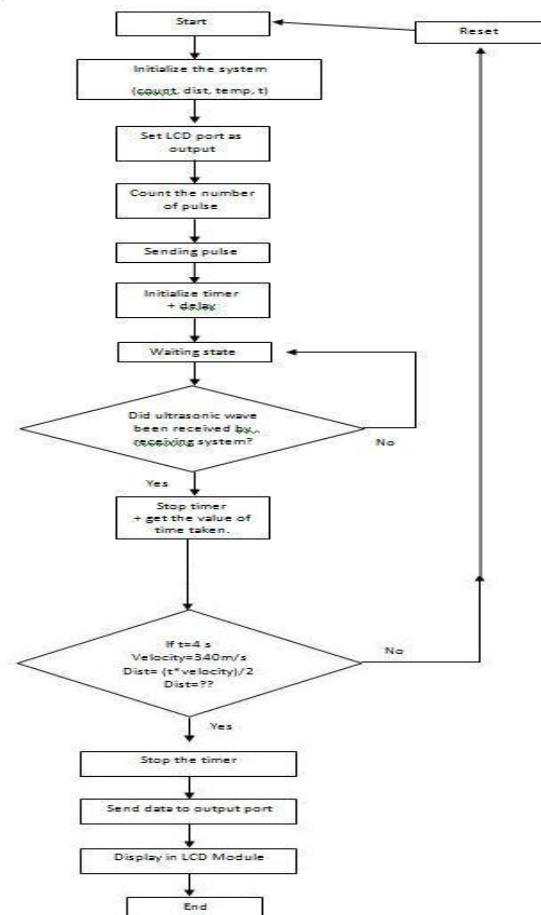 Start
Reset
Initialize the system
(count, dist, temp, t)
Set LCD port as
output
Count the number
of pulse
Sending pulse
Initialize timer
+ delay
Waiting state
Did ultrasonic wave
been received by
receiving system?
No
Yes
Stop timer
+ get the value of
time taken.
If t=4 s
Velocity=340m/s
Dist= (t*velocity)/2
Dist=??
No
Yes
Stop the timer
Send data to output port
Display in LCD Module
End